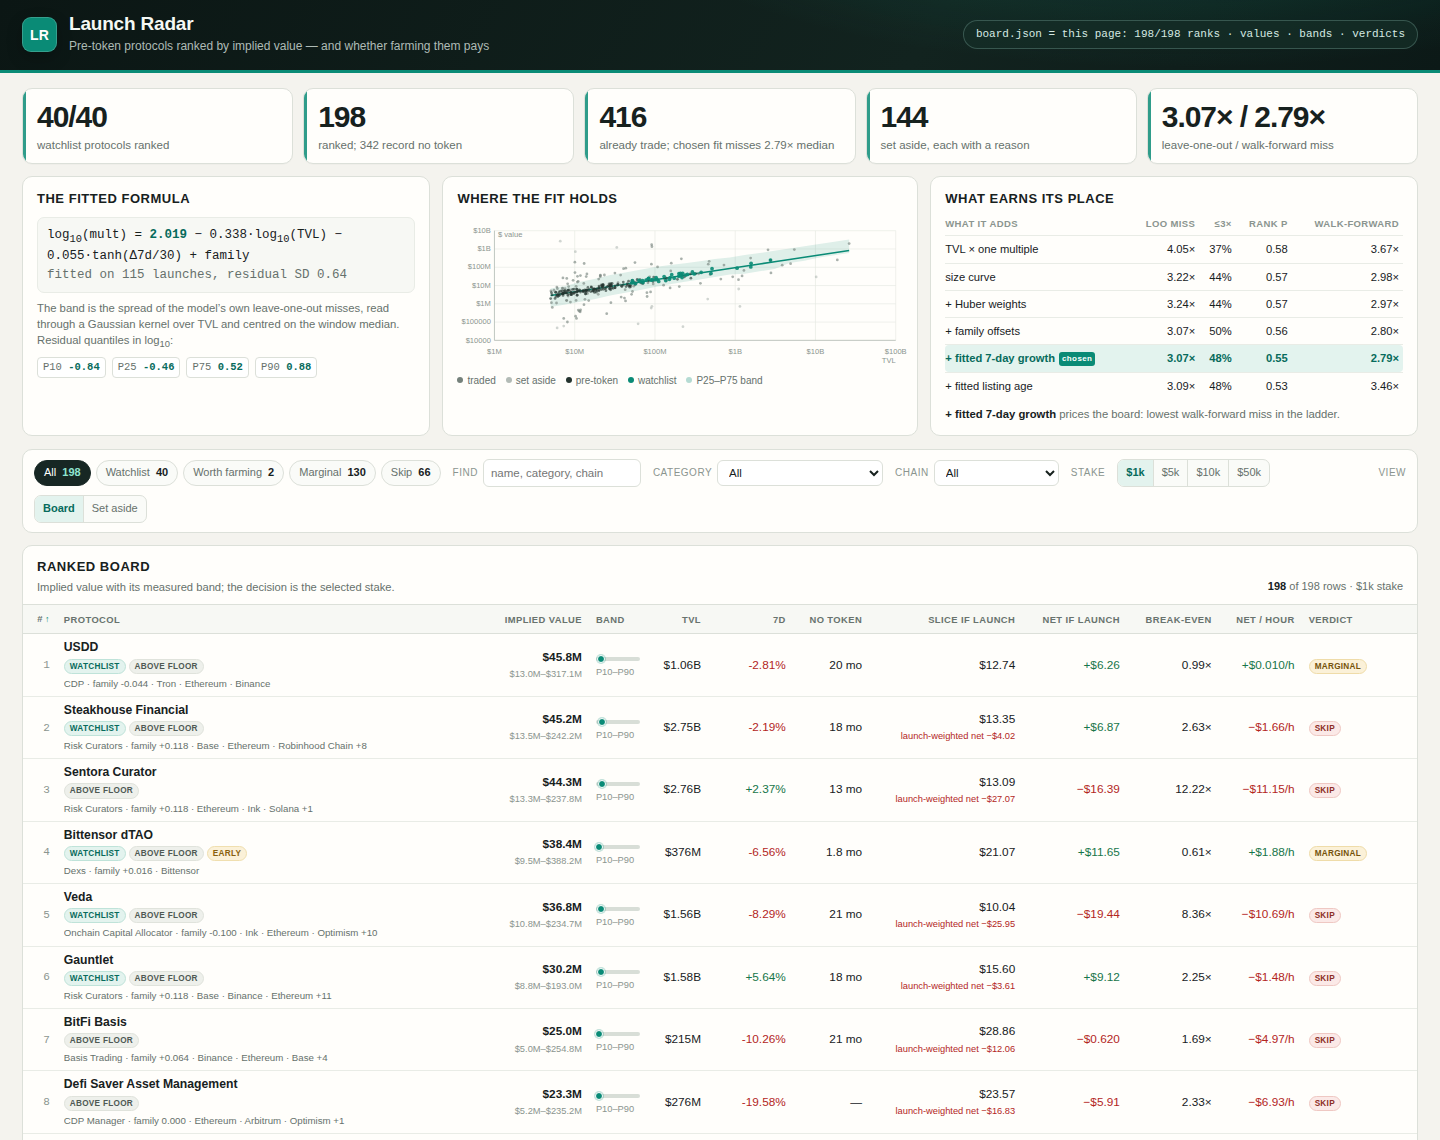 LR
Launch Radar
Pre-token protocols ranked by implied value — and whether farming them pays
board.json = this page: 198/198 ranks · values · bands · verdicts
40/40
watchlist protocols ranked
198
ranked; 342 record no token
416
already trade; chosen fit misses 2.79× median
144
set aside, each with a reason
3.07× / 2.79×
leave-one-out / walk-forward miss
THE FITTED FORMULA
log10(mult) = 2.019 − 0.338·log10(TVL) −
0.055·tanh(Δ7d/30) + family
fitted on 115 launches, residual SD 0.64
The band is the spread of the model's own leave-one-out misses, read
through a Gaussian kernel over TVL and centred on the window median.
Residual quantiles in log10:
P10 -0.84 P25 -0.46 P75 0.52 P90 0.88
WHERE THE FIT HOLDS
$ value
$10B
$1B
$100M
$10M
$1M
$100000
$10000
$1M $10M $100M $1B $10B $100B
TVL
traded set aside pre-token watchlist P25–P75 band
WHAT EARNS ITS PLACE
WHAT IT ADDS LOO MISS ≤3× RANK P WALK-FORWARD
TVL × one multiple 4.05× 37% 0.58 3.67×
size curve 3.22× 44% 0.57 2.98×
+ Huber weights 3.24× 44% 0.57 2.97×
+ family offsets 3.07× 50% 0.56 2.80×
+ fitted 7-day growth chosen 3.07× 48% 0.55 2.79×
+ fitted listing age 3.09× 48% 0.53 3.46×
+ fitted 7-day growth prices the board: lowest walk-forward miss in the ladder.
All 198 Watchlist 40 Worth farming 2 Marginal 130 Skip 66 FIND name, category, chain CATEGORY All CHAIN All STAKE $1k $5k $10k $50k VIEW
Board Set aside
RANKED BOARD
Implied value with its measured band; the decision is the selected stake.
198 of 198 rows · $1k stake
# ↑ PROTOCOL IMPLIED VALUE BAND TVL 7D NO TOKEN SLICE IF LAUNCH NET IF LAUNCH BREAK-EVEN NET / HOUR VERDICT
USDD
1 WATCHLIST ABOVE FLOOR $45.8M $1.06B -2.81% 20 mo $12.74 +$6.26 0.99× +$0.010/h MARGINAL
$13.0M–$317.1M P10–P90
CDP · family -0.044 · Tron · Ethereum · Binance
Steakhouse Financial
2 WATCHLIST ABOVE FLOOR $45.2M $2.75B -2.19% 18 mo $13.35 +$6.87 2.63× −$1.66/h SKIP
$13.5M–$242.2M P10–P90 launch-weighted net −$4.02
Risk Curators · family +0.118 · Base · Ethereum · Robinhood Chain +8
Sentora Curator
3 ABOVE FLOOR $44.3M $2.76B +2.37% 13 mo $13.09 −$16.39 12.22× −$11.15/h SKIP
$13.3M–$237.8M P10–P90 launch-weighted net −$27.07
Risk Curators · family +0.118 · Ethereum · Ink · Solana +1
Bittensor dTAO
4 WATCHLIST ABOVE FLOOR EARLY $38.4M $376M -6.56% 1.8 mo $21.07 +$11.65 0.61× +$1.88/h MARGINAL
$9.5M–$388.2M P10–P90
Dexs · family +0.016 · Bittensor
Veda
5 WATCHLIST ABOVE FLOOR $36.8M $1.56B -8.29% 21 mo $10.04 −$19.44 8.36× −$10.69/h SKIP
$10.8M–$234.7M P10–P90 launch-weighted net −$25.95
Onchain Capital Allocator · family -0.100 · Ink · Ethereum · Optimism +10
Gauntlet
6 WATCHLIST ABOVE FLOOR $30.2M $1.58B +5.64% 18 mo $15.60 +$9.12 2.25× −$1.48/h SKIP
$8.8M–$193.0M P10–P90 launch-weighted net −$3.61
Risk Curators · family +0.118 · Base · Binance · Ethereum +11
BitFi Basis
7 ABOVE FLOOR $25.0M $215M -10.26% 21 mo $28.86 −$0.620 1.69× −$4.97/h SKIP
$5.0M–$254.8M P10–P90 launch-weighted net −$12.06
Basis Trading · family +0.064 · Binance · Ethereum · Base +4
Defi Saver Asset Management
8 ABOVE FLOOR $23.3M $276M -19.58% — $23.57 −$5.91 2.33× −$6.93/h SKIP
$5.2M–$235.2M P10–P90 launch-weighted net −$16.83
CDP Manager · family 0.000 · Ethereum · Arbitrum · Optimism +1